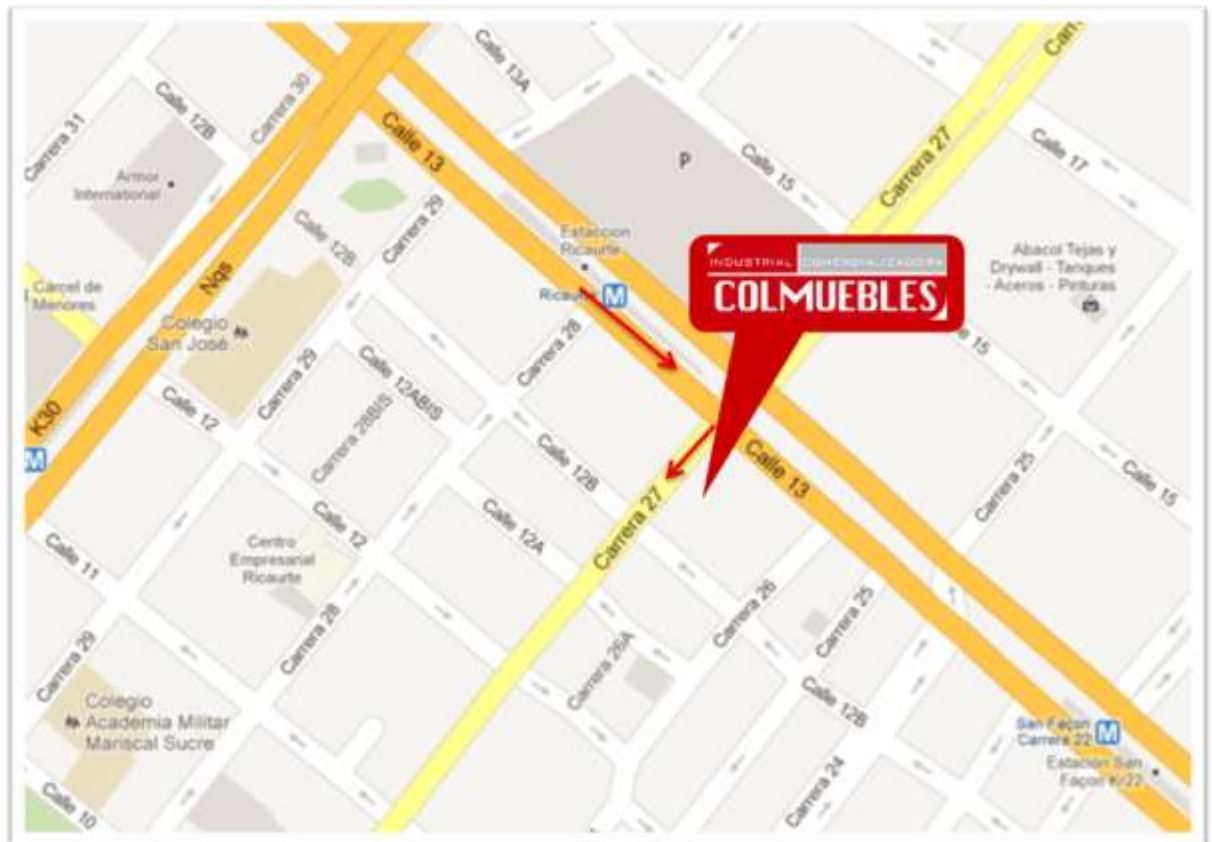 Carrera 31
Calle 12B
Carrera 30
Calle 13A
Carrera 27
Calle 17
Calle 13
P
Calle 15
Armor
International
Carrera 29
Calle 12B
Estaccion
Ricaurte
Carrera 27
INDUSTRIAL COMERCIALIZADORA
COLMUEBLES
Abacol Tejas y
Drywall - Tanques
- Aceros - Pinturas
Nqs
Cárcel de
Menores
Ricaurte M
Colegio
San José
Carrera 28
15
Calle 12ABIS
Carrera 29
K30
Calle 12
Carrera 28BIS
M
Calle 12B
Calle 13
Carrera 25
Calle 15
Carrera 27
Calle 12
Calle 12A
Calle 11
Centro
Empresarial
Ricaurte
Carrera 26
Carrera 25
Carrera 28
Carrera 29
Carrera 26A
Calle 12B
Colegio
Academia Militar
Mariscal Sucre
San Façon
Carrera 22 M
Estación San
Façon Kr22
Carrera 24
Calle 10